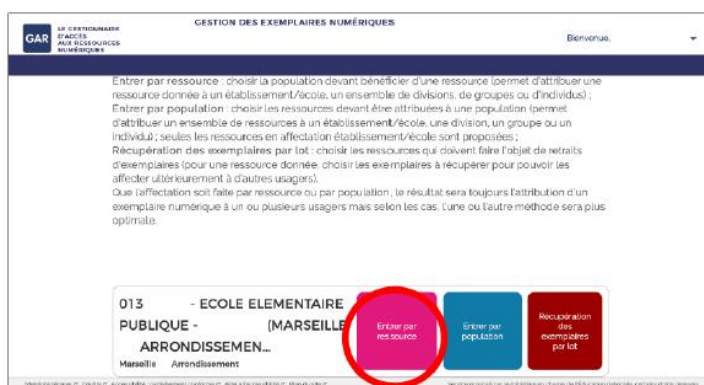 GESTION DES EXEMPLAIRES NUMÉRIQUES
GAR
LE GESTIONNAIRE
D'ACCÈS
AUX RESSOURCES
NUMÉRIQUES
Bienvenue,
Entrer par ressource : choisir la population devant bénéficier d'une ressource (permet d'attribuer une
ressource donnée à un établissement/école, un ensemble de divisions, de groupes ou d'individus) ;
Entrer par population : choisir les ressources devant être attribuées à une population (permet
d'attribuer un ensemble de ressources à un établissement/école, une division, un groupe ou un
individu) ; seules les ressources en affectation établissement/école sont proposées ;
Récupération des exemplaires par lot : choisir les ressources qui doivent faire l'objet de retraits
d'exemplaires (pour une ressource donnée, choisir les exemplaires à récupérer pour pouvoir les
affecter ultérieurement à d'autres usagers).
Que l'affectation soit faite par ressource ou par population, le résultat sera toujours l'attribution d'un
exemplaire numérique à un ou plusieurs usagers mais selon les cas, l'une ou l'autre méthode sera plus
optimale.
013 - ECOLE ELEMENTAIRE
PUBLIQUE - (MARSEILLE
ARRONDISSEMEN...
Marseille Arrondissement
Entrer par
ressource
Entrer par
population
Récupération
des
exemplaires
par lot